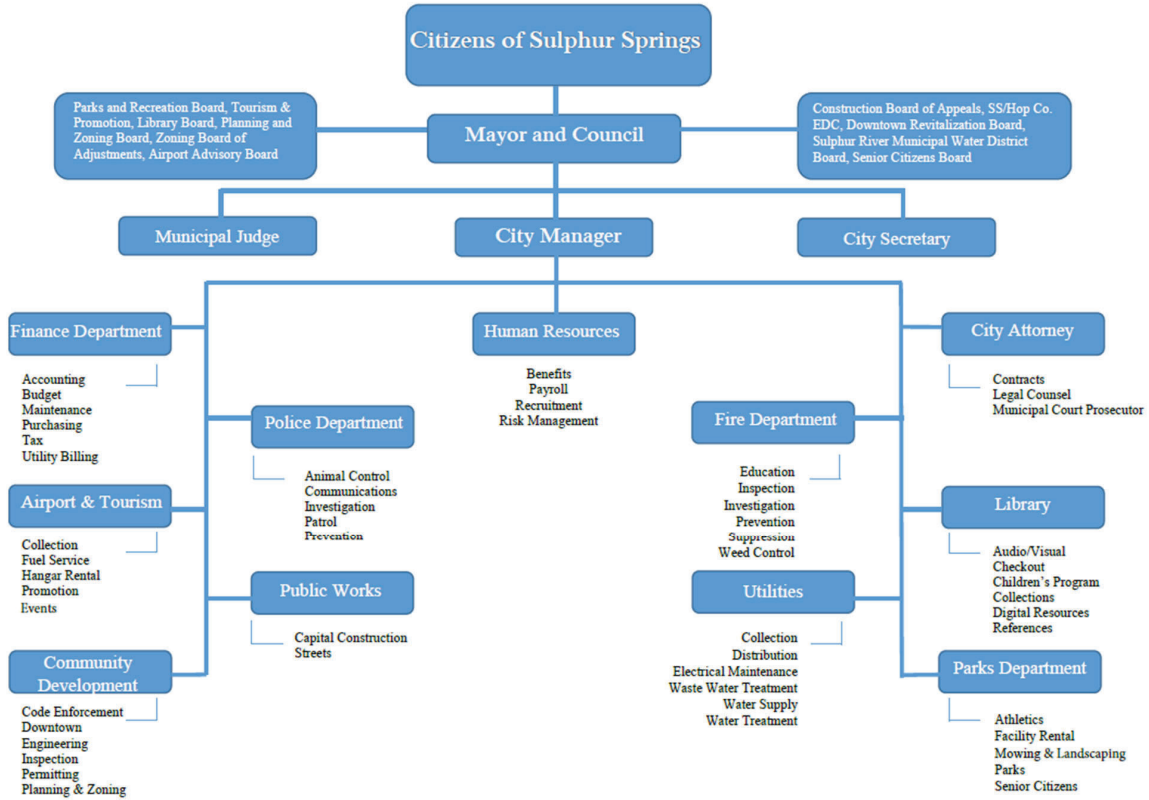 Citizens of Sulphur Springs
Parks and Recreation Board, Tourism &
Promotion, Library Board, Planning and
Zoning Board, Zoning Board of
Adjustments, Airport Advisory Board
Mayor and Council
Construction Board of Appeals, SS/Hop Co.
EDC, Downtown Revitalization Board,
Sulphur River Municipal Water District
Board, Senior Citizens Board
Municipal Judge
City Manager
City Secretary
Finance Department
Accounting
Budget
Maintenance
Purchasing
Tax
Utility Billing
Human Resources
Benefits
Payroll
Recruitment
Risk Management
City Attorney
Contracts
Legal Counsel
Municipal Court Prosecutor
Police Department
Animal Control
Communications
Investigation
Patrol
Prevention
Fire Department
Education
Inspection
Investigation
Prevention
Suppression
Weed Control
Airport & Tourism
Collection
Fuel Service
Hangar Rental
Promotion
Events
Library
Audio/Visual
Checkout
Children’s Program
Collections
Digital Resources
References
Public Works
Capital Construction
Streets
Utilities
Collection
Distribution
Electrical Maintenance
Waste Water Treatment
Water Supply
Water Treatment
Community
Development
Code Enforcement
Downtown
Engineering
Inspection
Permitting
Planning & Zoning
Parks Department
Athletics
Facility Rental
Mowing & Landscaping
Parks
Senior Citizens